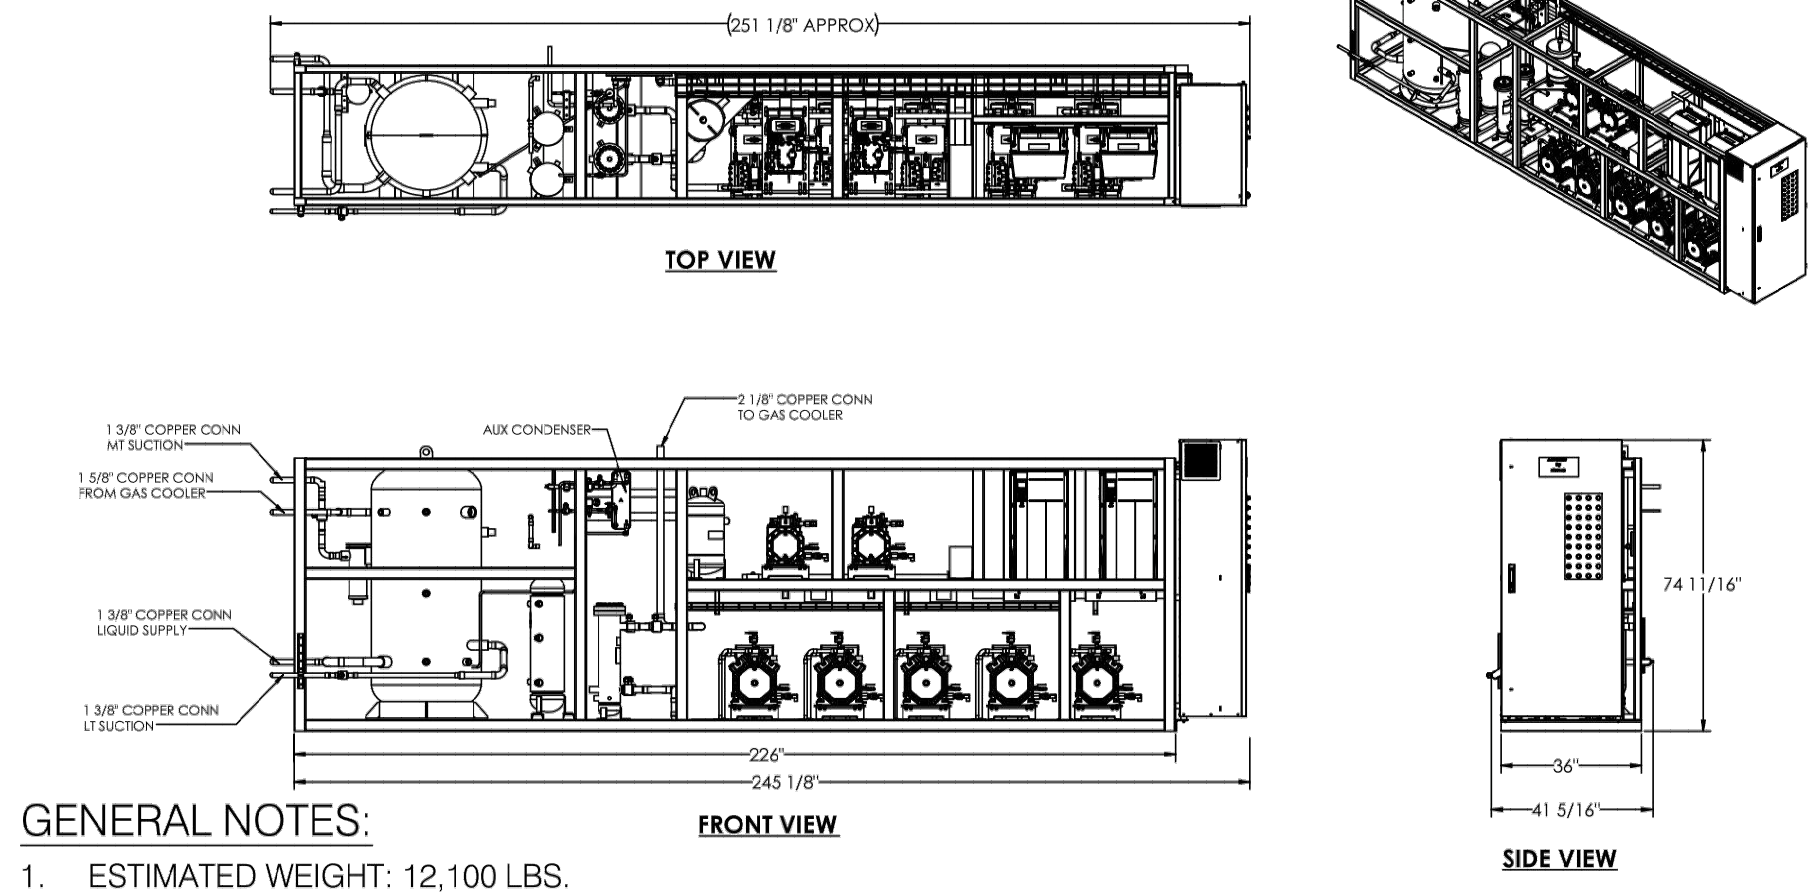 (251 1/8" APPROX)
TOP VIEW
2 1/8" COPPER CONN
TO GAS COOLER
AUX CONDENSER
1 3/8" COPPER CONN
MT SUCTION
1 5/8" COPPER CONN
FROM GAS COOLER
1 3/8" COPPER CONN
LIQUID SUPPLY
1 3/8" COPPER CONN
LT SUCTION
226"
245 1/8"
FRONT VIEW
74 11/16"
36"
41 5/16"
SIDE VIEW
GENERAL NOTES:
1. ESTIMATED WEIGHT: 12,100 LBS.